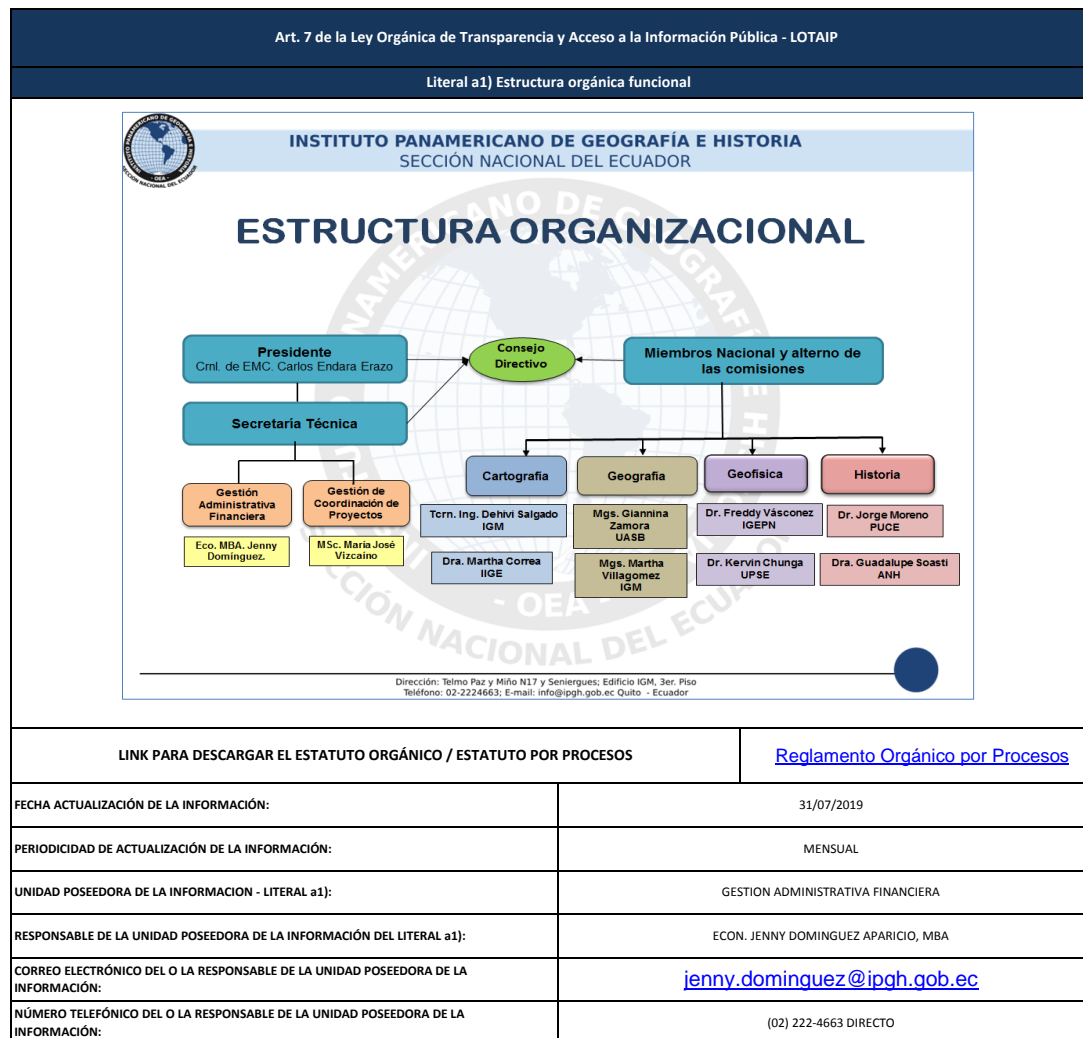 Art. 7 de la Ley Orgánica de Transparencia y Acceso a la Información Pública - LOTAIP
Literal a1) Estructura orgánica funcional
INSTITUTO PANAMERICANO DE GEOGRAFÍA E HISTORIA
SECCIÓN NACIONAL DEL ECUADOR
ESTRUCTURA ORGANIZACIONAL
Presidente
Crnl. de EMC. Carlos Endara Erazo
Consejo
Directivo
Miembros Nacional y alterno de
las comisiones
Secretaría Técnica
Gestión
Administrativa
Financiera
Gestión de
Coordinación de
Proyectos
Eco. MBA. Jenny
Domínguez.
MSc. María José
Vizcaino
Cartografía
Geografía
Geofísica
Historia
Tcrn. Ing. Dehivi Salgado
IGM
Mgs. Giannina
Zamora
UASB
Dr. Freddy Vásconez
IGEPN
Dr. Jorge Moreno
PUCE
Dra. Martha Correa
IIGE
Mgs. Martha
Villagomez
IGM
Dr. Kervin Chunga
UPSE
Dra. Guadalupe Soasti
ANH
- OEA -
SECCIÓN NACIONAL DEL ECUADOR
Dirección: Telmo Paz y Miño N17 y Seniergues; Edificio IGM, 3er. Piso
Teléfono: 02-2224663; E-mail: info@ipgh.gob.ec Quito - Ecuador
LINK PARA DESCARGAR EL ESTATUTO ORGÁNICO / ESTATUTO POR PROCESOS
Reglamento Orgánico por Procesos
FECHA ACTUALIZACIÓN DE LA INFORMACIÓN:
31/07/2019
PERIODICIDAD DE ACTUALIZACIÓN DE LA INFORMACIÓN:
MENSUAL
UNIDAD POSEEDORA DE LA INFORMACION - LITERAL a1):
GESTION ADMINISTRATIVA FINANCIERA
RESPONSABLE DE LA UNIDAD POSEEDORA DE LA INFORMACIÓN DEL LITERAL a1):
ECON. JENNY DOMINGUEZ APARICIO, MBA
CORREO ELECTRÓNICO DEL O LA RESPONSABLE DE LA UNIDAD POSEEDORA DE LA
INFORMACIÓN:
jenny.dominguez@ipgh.gob.ec
NÚMERO TELEFÓNICO DEL O LA RESPONSABLE DE LA UNIDAD POSEEDORA DE LA
INFORMACIÓN:
(02) 222-4663 DIRECTO